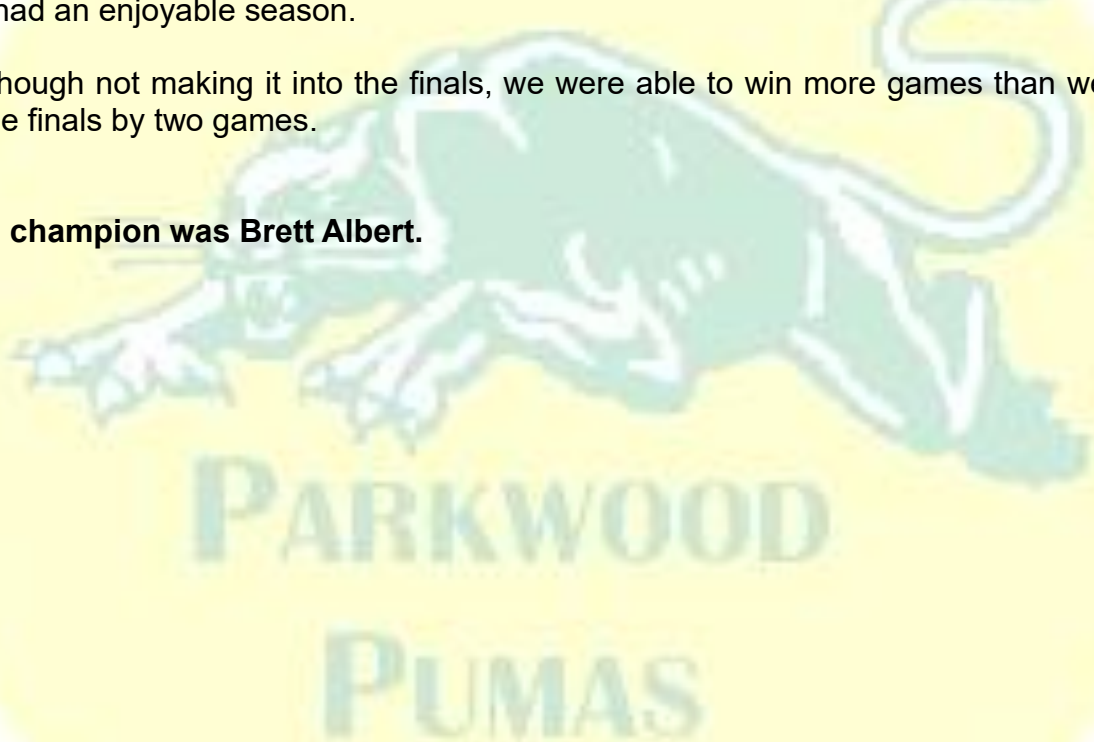 had an enjoyable season.
hough not making it into the finals, we were able to win more games than we
e finals by two games.
champion was Brett Albert.
PARKWOOD
PUMAS